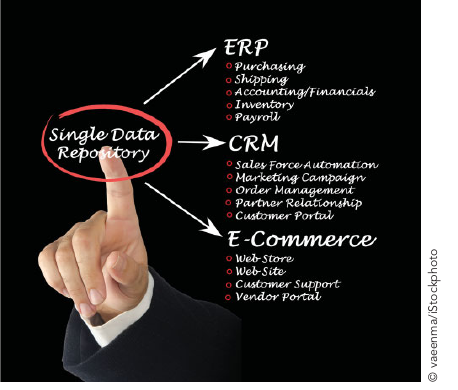 Single Data
Repository
ERP
Purchasing
Shipping
Accounting/Financials
Inventory
Payroll
CRM
Sales Force Automation
Marketing Campaign
Order Management
Partner Relationship
Customer Portal
E-Commerce
Web Store
Web Site
Customer Support
Vendor Portal
© vaeenma/iStockphoto